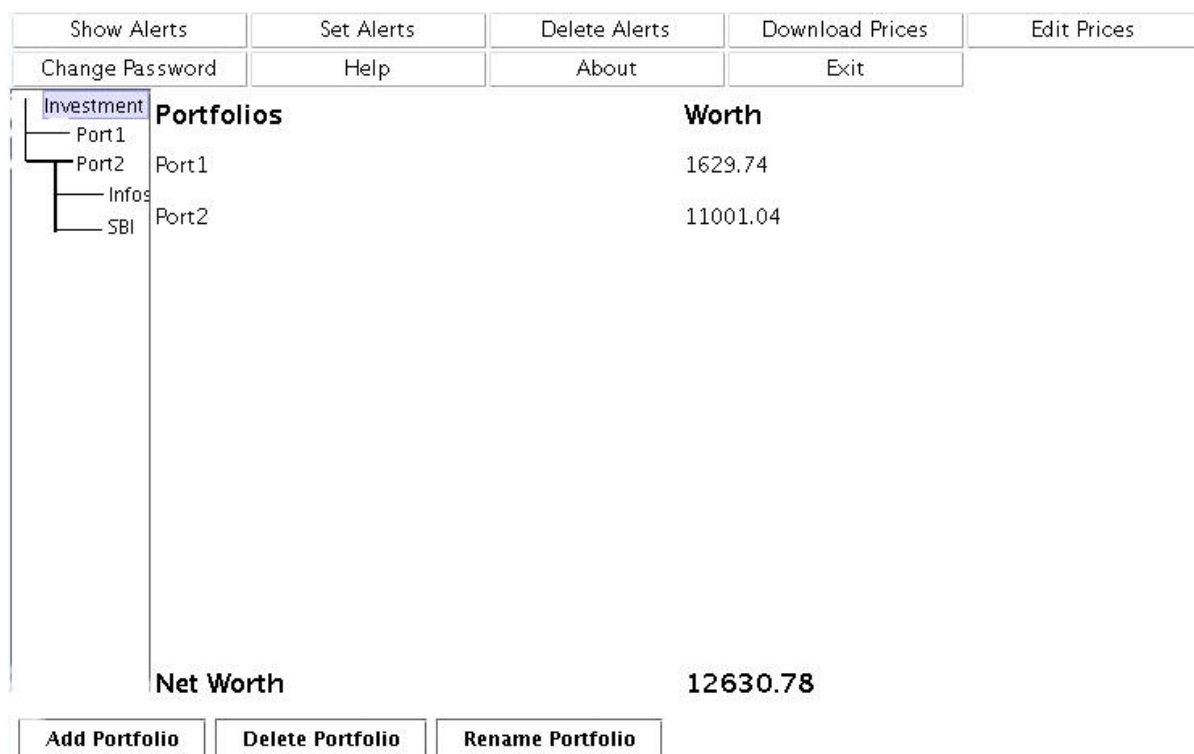 Show Alerts Set Alerts Delete Alerts Download Prices Edit Prices
Change Password Help About Exit
Investment
Port1
Port2
Infos
SBI
Portfolios Worth
Port1 1629.74
Port2 11001.04
Net Worth 12630.78
Add Portfolio Delete Portfolio Rename Portfolio